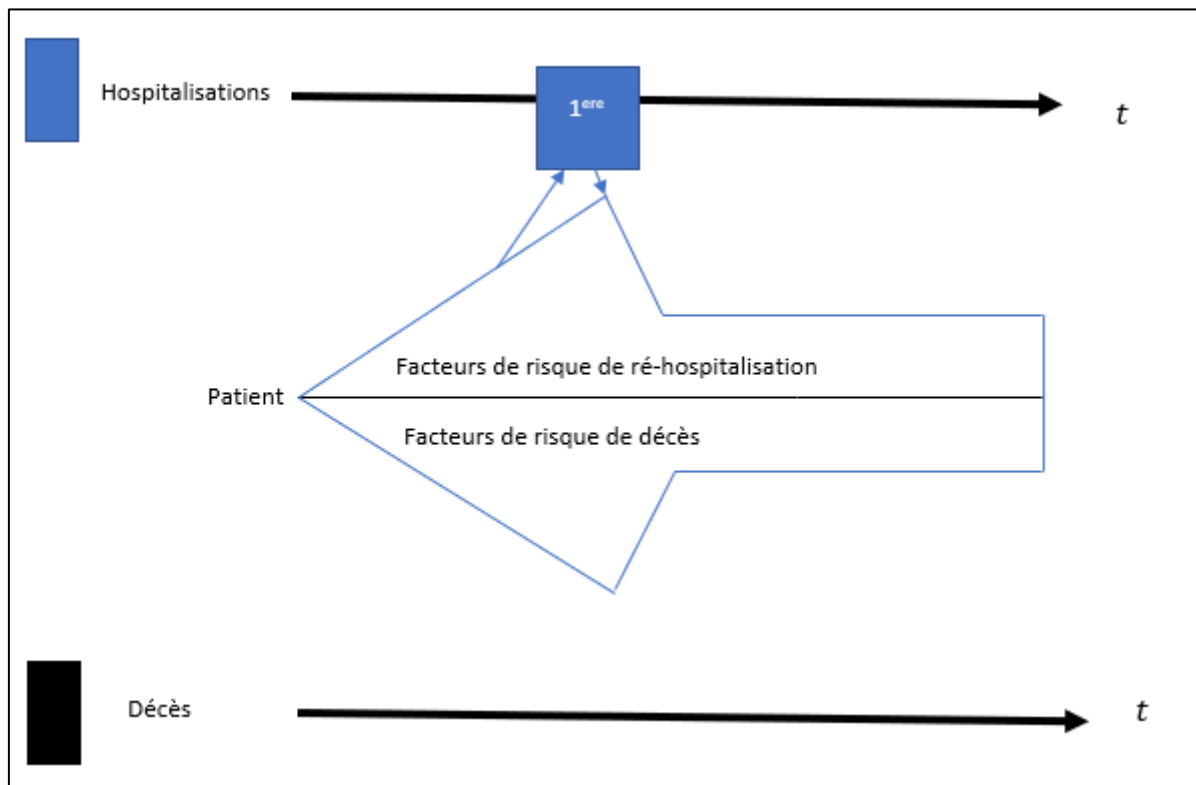 Hospitalisations
1ere
t
Facteurs de risque de ré-hospitalisation
Patient
Facteurs de risque de décès
Décès
t